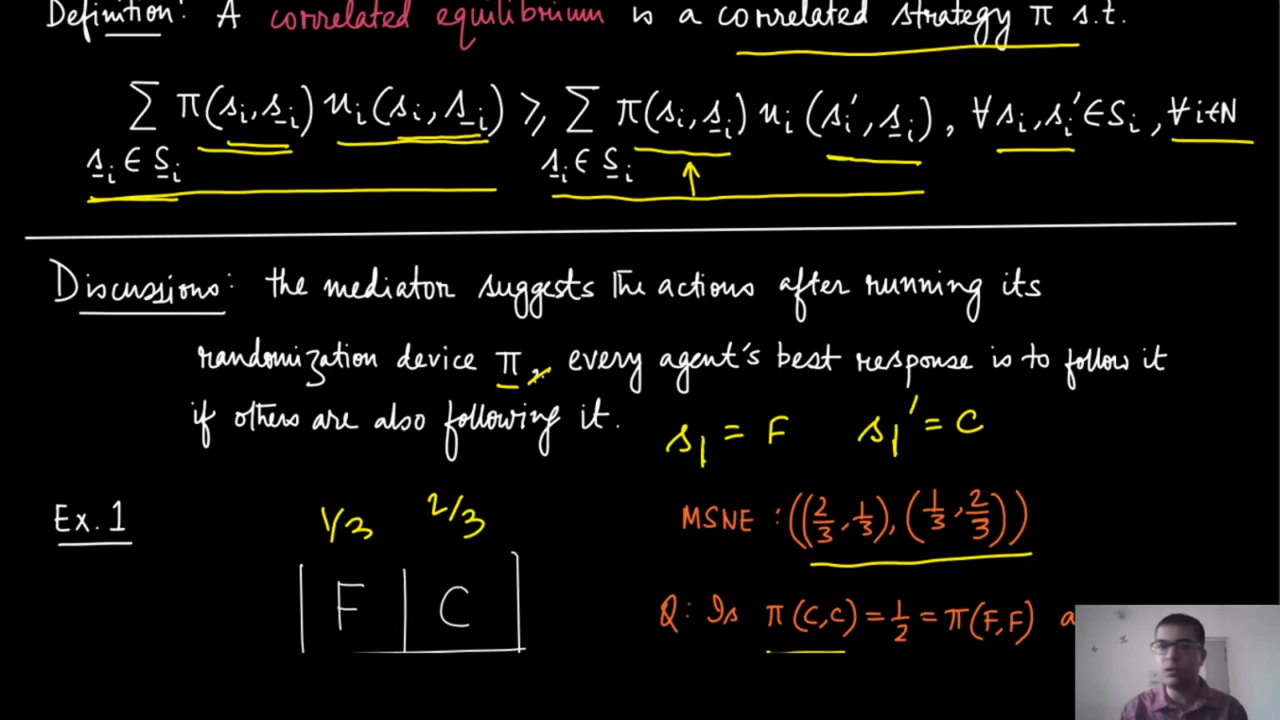 Definition: A correlated equilibrium is a correlated strategy π s.t.
∑ π(s_i, s_-i) u_i(s_i, s_-i) ≥ ∑ π(s_i, s_-i) u_i(s_i', s_-i), ∀ s_i, s_i' ∈ S_i, ∀ i ∈ N
s_-i ∈ S_-i s_-i ∈ S_-i
Discussions: the mediator suggests the actions after running its
randomization device π, every agent's best response is to follow it
if others are also following it.
s_1 = F s_1' = C
Ex. 1
1/3 2/3
MSNE : ((2/3, 1/3), (1/3, 2/3))
F C
Q: Is π(C,C) = 1/2 = π(F,F) a